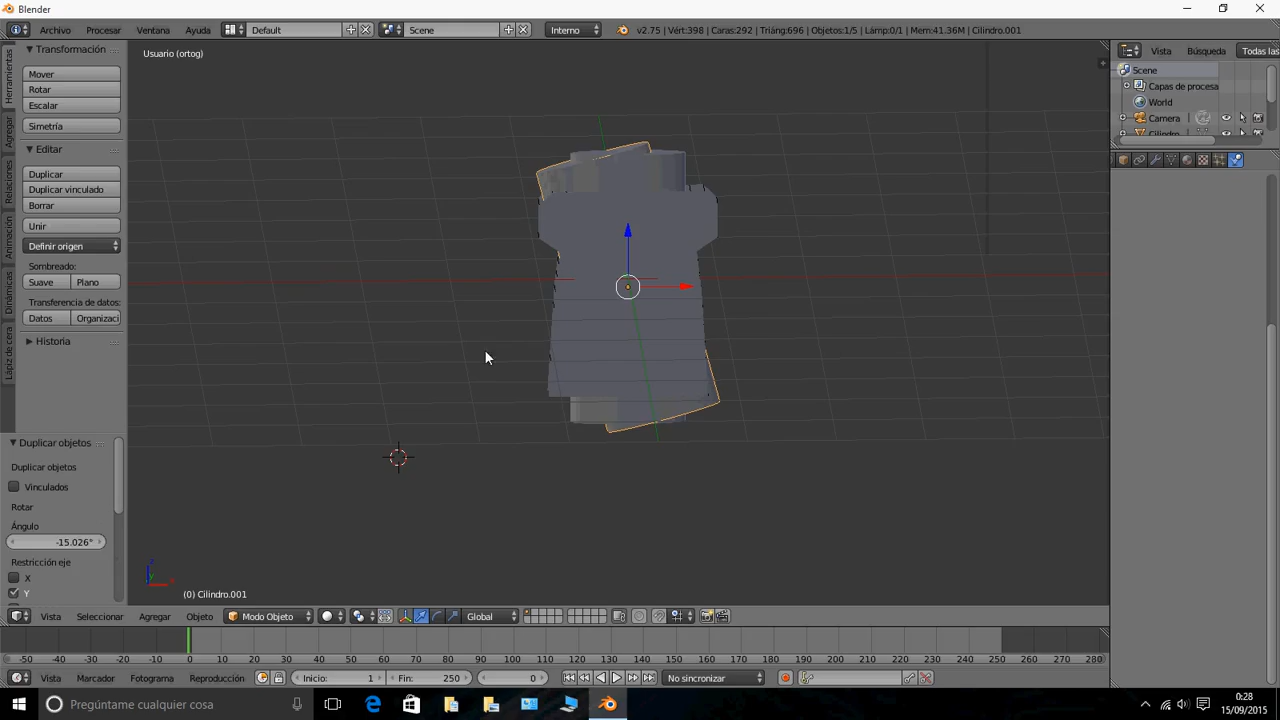 Blender
Archivo Procesar Ventana Ayuda Default Scene Interno v2.75 | Vért:398 | Caras:292 | Triáng:696 | Objetos:1/5 | Lámp:0/1 | Mem:41.36M | Cilindro.001
Transformación
Mover
Rotar
Escalar
Simetría
Editar
Duplicar
Duplicar vinculado
Borrar
Unir
Definir origen
Sombreado:
Suave Plano
Transferencia de datos:
Datos Organizaci
Historia
Herramientas
Agregar
Relaciones
Animación
Dinámicos
Lápiz de cera
Duplicar objetos
Duplicar objetos
Vinculados
Rotar
Ángulo
-15.026°
Restricción eje
X
Y
Usuario (ortog)
(0) Cilindro.001
Vista Búsqueda Todas las
Scene
Capas de procesa
World
Camera
Cilindro
Vista Seleccionar Agregar Objeto Modo Objeto Global
-50 -40 -30 -20 -10 0 10 20 30 40 50 60 70 80 90 100 110 120 130 140 150 160 170 180 190 200 210 220 230 240 250 260 270 280
Vista Marcador Fotograma Reproducción Inicio: 1 Fin: 250 0 No sincronizar
Pregúntame cualquier cosa
0:28
15/09/2015